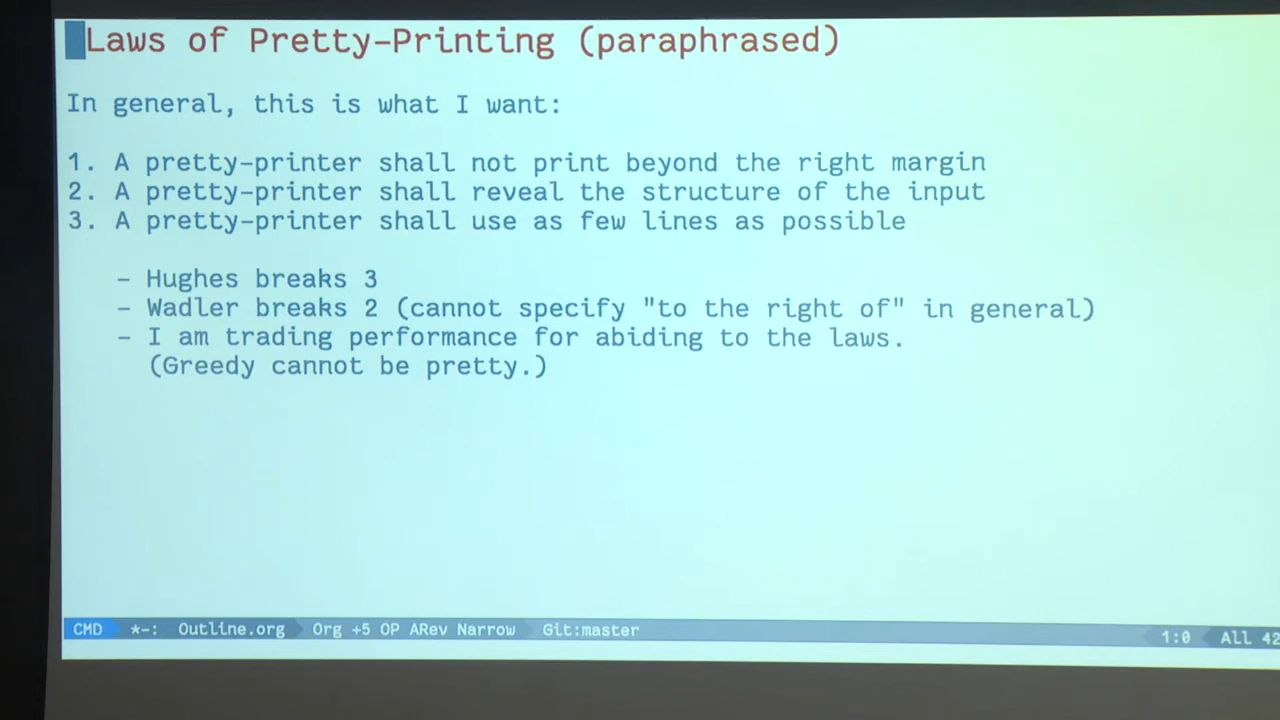 Laws of Pretty-Printing (paraphrased)
In general, this is what I want:
1. A pretty-printer shall not print beyond the right margin
2. A pretty-printer shall reveal the structure of the input
3. A pretty-printer shall use as few lines as possible
- Hughes breaks 3
- Wadler breaks 2 (cannot specify "to the right of" in general)
- I am trading performance for abiding to the laws.
(Greedy cannot be pretty.)
CMD *-: Outline.org Org +5 OP ARev Narrow Git:master 1:0 All 42